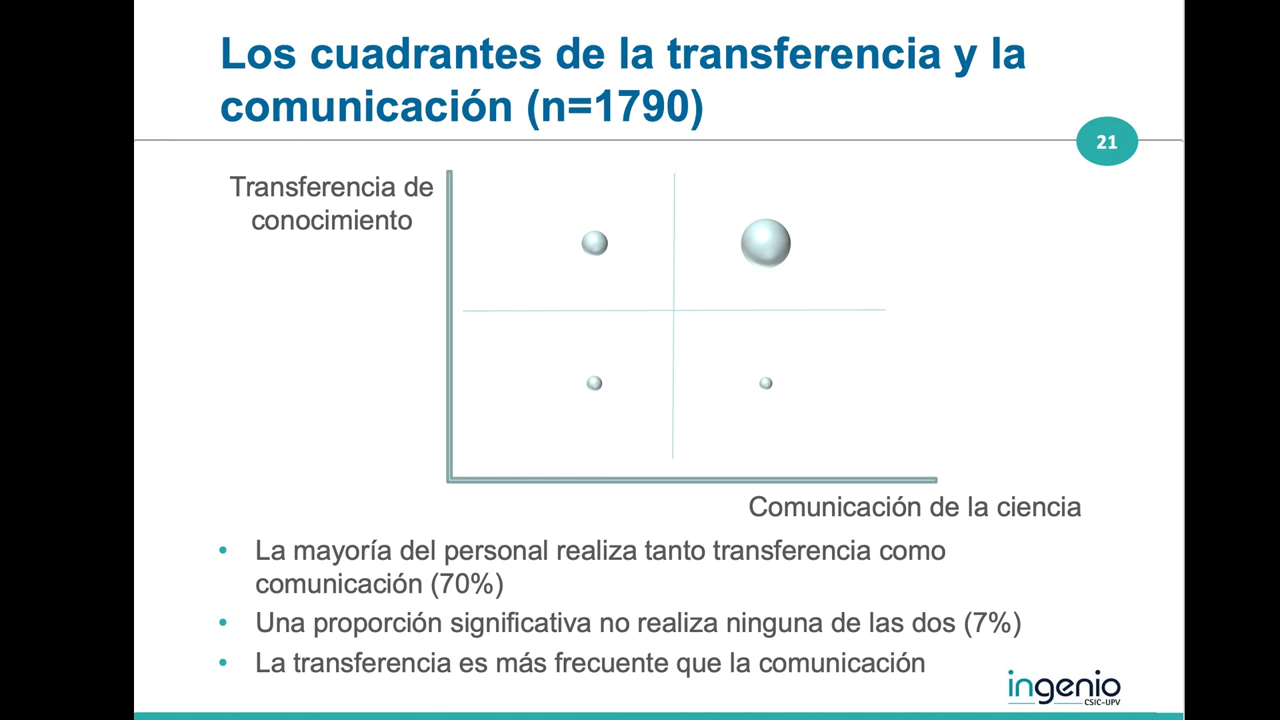 Los cuadrantes de la transferencia y la
comunicación (n=1790)
21
Transferencia de
conocimiento
Comunicación de la ciencia
• La mayoría del personal realiza tanto transferencia como
comunicación (70%)
• Una proporción significativa no realiza ninguna de las dos (7%)
• La transferencia es más frecuente que la comunicación
ingenio
CSIC-UPV